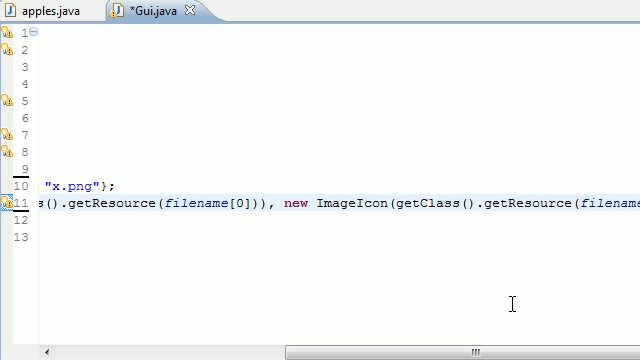 apples.java
*Gui.java
1
2
3
4
5
6
7
8
9
10 "x.png"};
11 s().getResource(filename[0])), new ImageIcon(getClass().getResource(filename
12
13